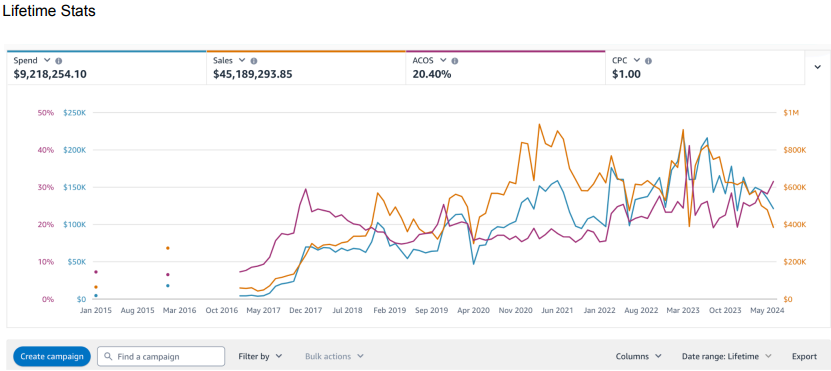 Lifetime Stats
Spend Sales ACOS CPC
$9,218,254.10 $45,189,293.85 20.40% $1.00
50% $250K $1M
40% $200K $800K
30% $150K $600K
20% $100K $400K
10% $50K $200K
0% $0 $0
Jan 2015 Aug 2015 Mar 2016 Oct 2016 May 2017 Dec 2017 Jul 2018 Feb 2019 Sep 2019 Apr 2020 Nov 2020 Jun 2021 Jan 2022 Aug 2022 Mar 2023 Oct 2023 May 2024
Create campaign Find a campaign Filter by Bulk actions Columns Date range: Lifetime Export